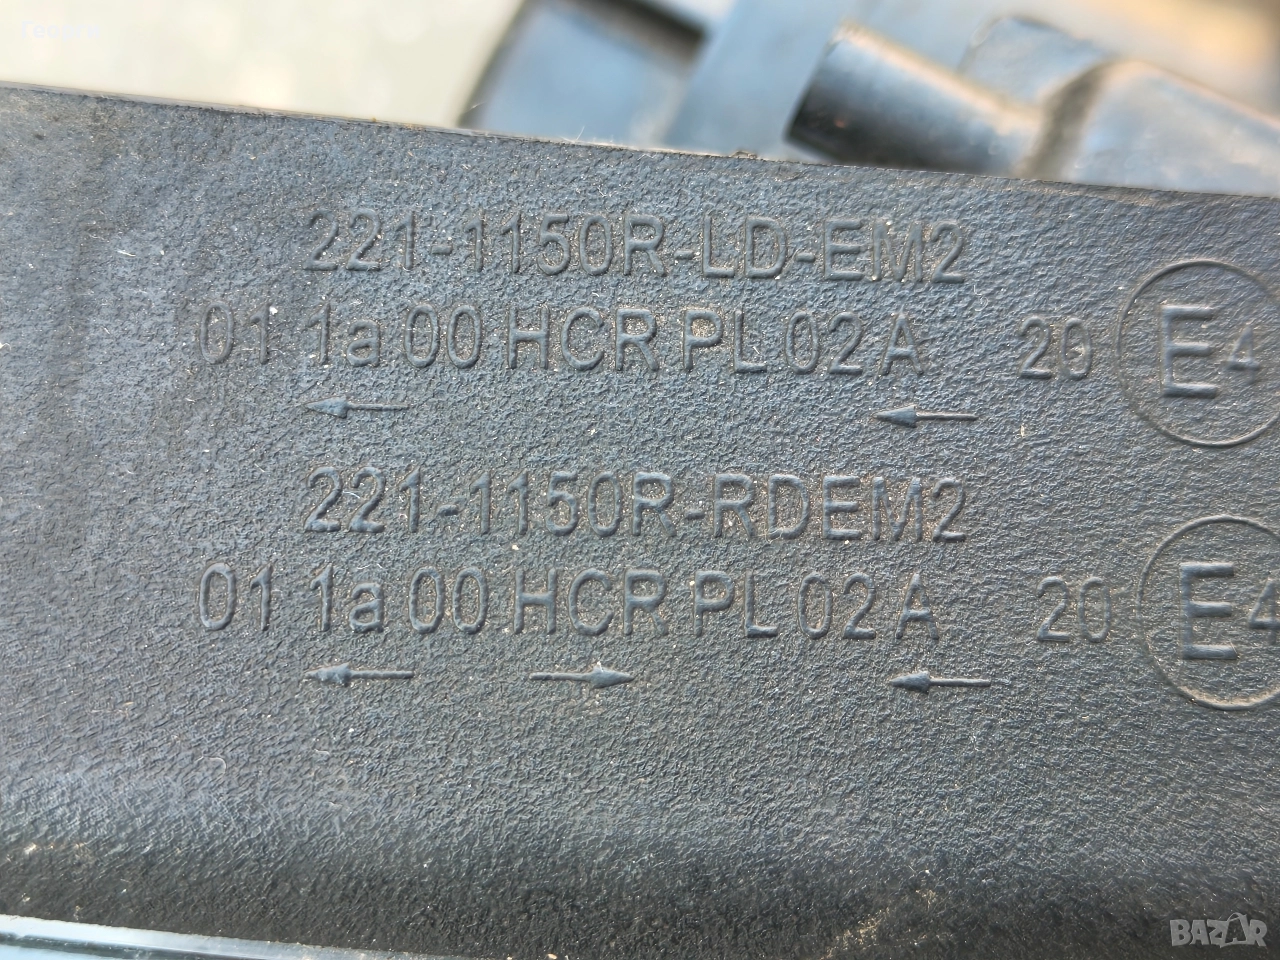 221-1150R-LD-EM2
01 1a 00 HCR PL 02 A 20 E4
← ←
221-1150R-RDEM2
01 1a 00 HCR PL 02 A 20 E4
← → ←
BAZAR